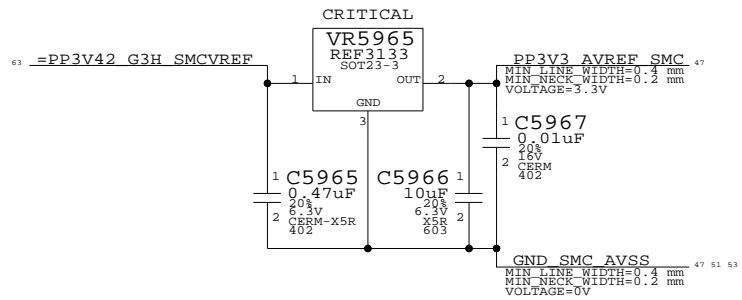 CRITICAL
VR5965
REF3133
SOT23-3
63 =PP3V42_G3H_SMCVREF
PP3V3_AVREF_SMC 47
MIN_LINE_WIDTH=0.4 mm
MIN_NECK_WIDTH=0.2 mm
VOLTAGE=3.3V
1 IN OUT 2
GND
3
1 C5967
0.01uF
20%
2 16V
CERM
402
1 C5965
0.47uF
20%
6.3V
2 CERM-X5R
402
C5966 1
10uF
20%
6.3V
X5R 2
603
GND_SMC_AVSS 47 51 53
MIN_LINE_WIDTH=0.4 mm
MIN_NECK_WIDTH=0.2 mm
VOLTAGE=0V